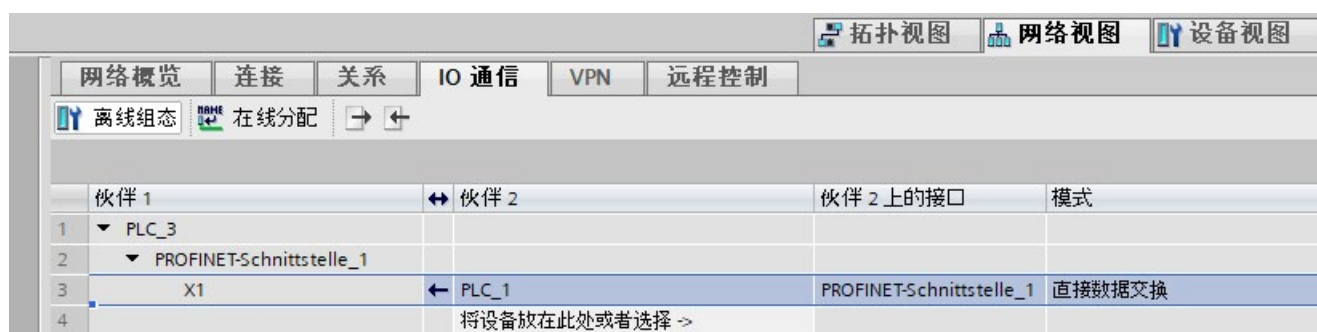 拓扑视图 网络视图 设备视图
网络概览 连接 关系 IO 通信 VPN 远程控制
离线组态 NAME 在线分配
伙伴 1 伙伴 2 伙伴 2 上的接口 模式
1 PLC_3
2 PROFINET-Schnittstelle_1
3 X1 PLC_1 PROFINET-Schnittstelle_1 直接数据交换
4 将设备放在此处或者选择 ->